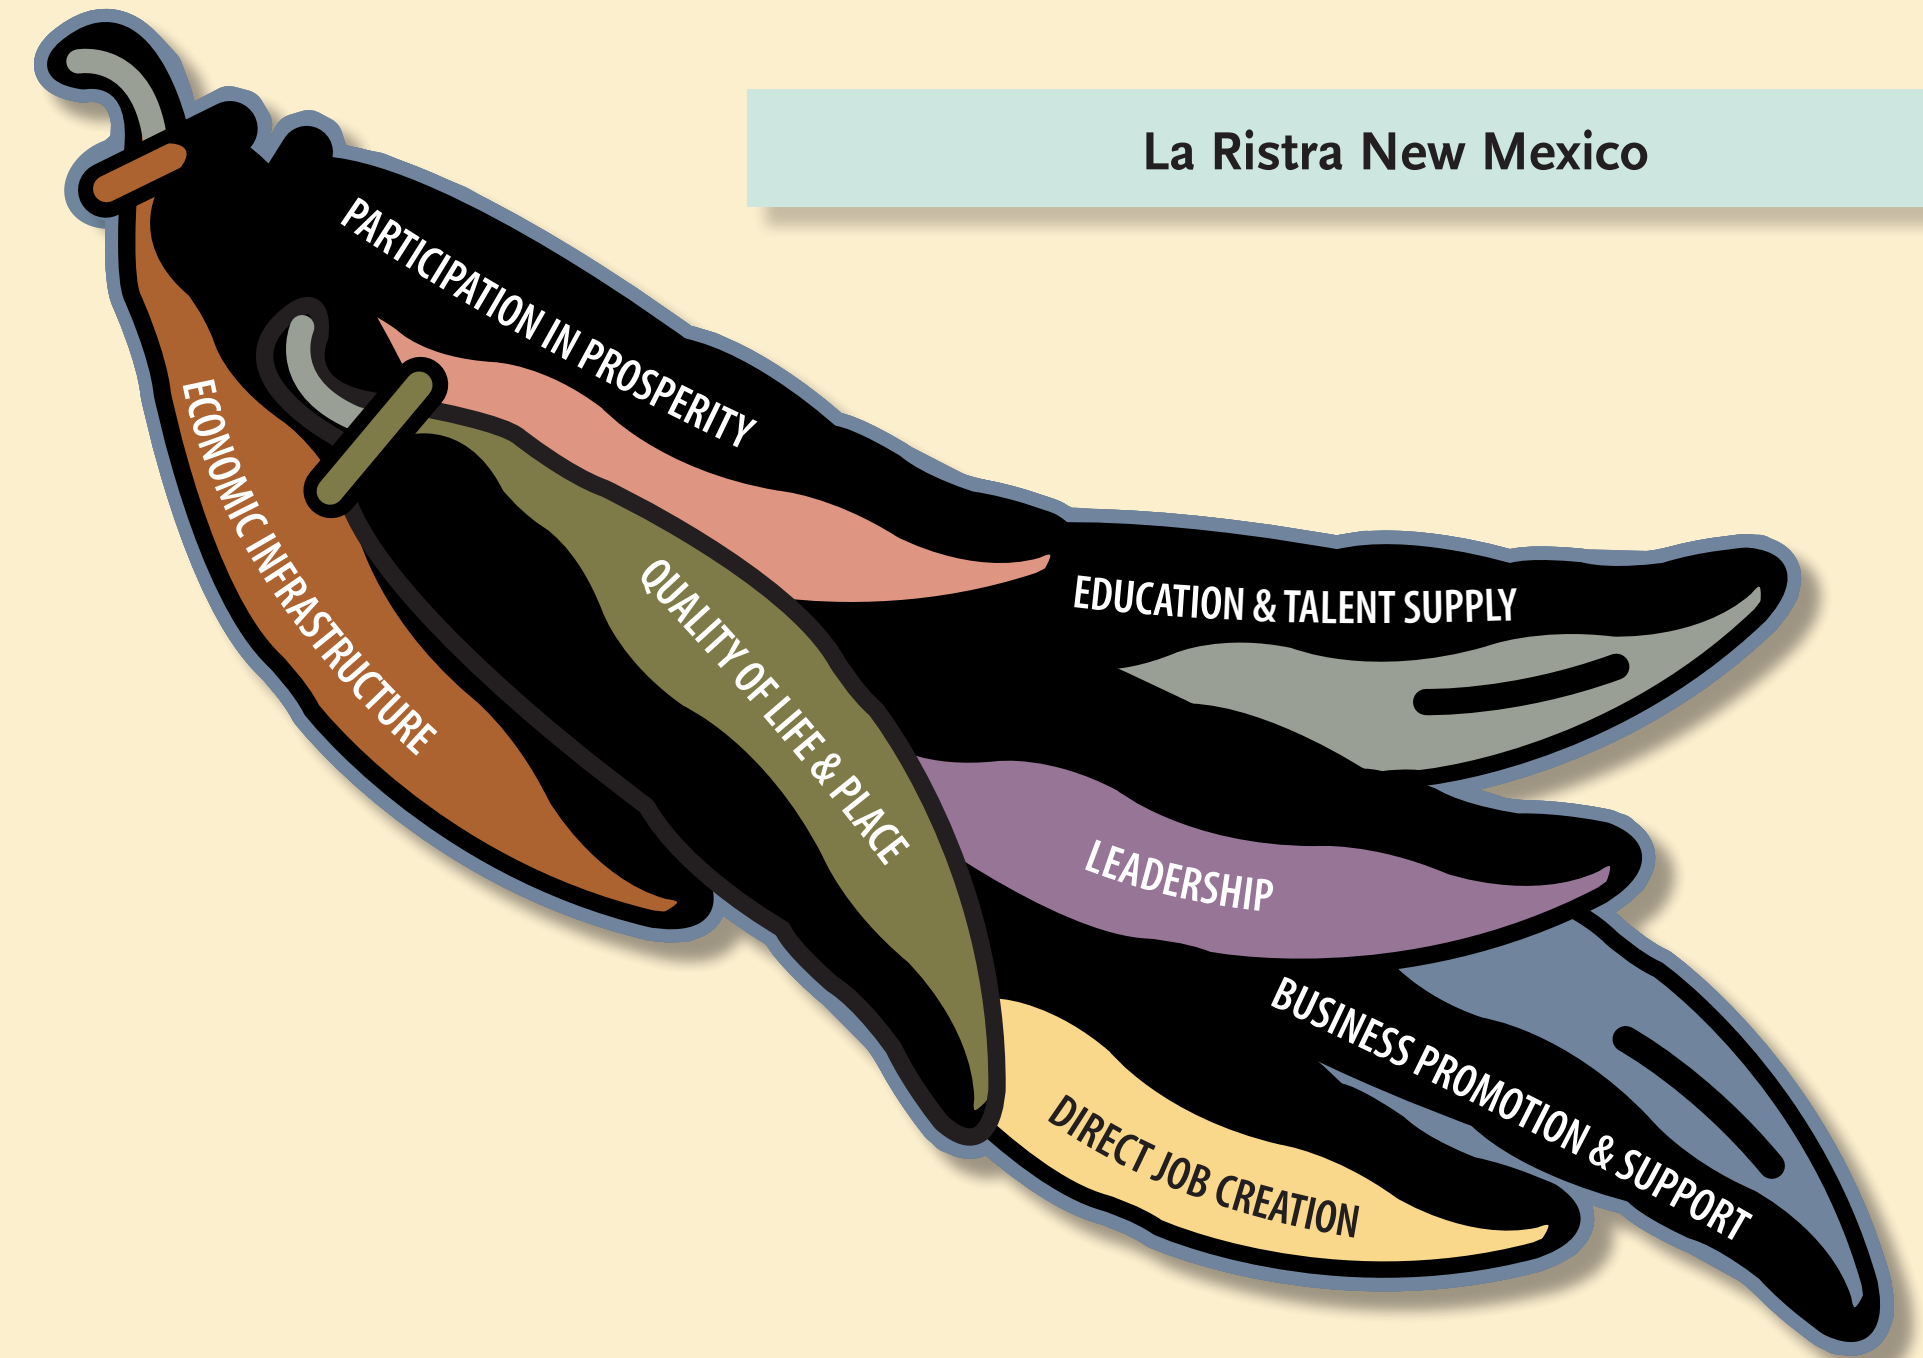 La Ristra New Mexico
PARTICIPATION IN PROSPERITY
ECONOMIC INFRASTRUCTURE
QUALITY OF LIFE & PLACE
EDUCATION & TALENT SUPPLY
LEADERSHIP
BUSINESS PROMOTION & SUPPORT
DIRECT JOB CREATION